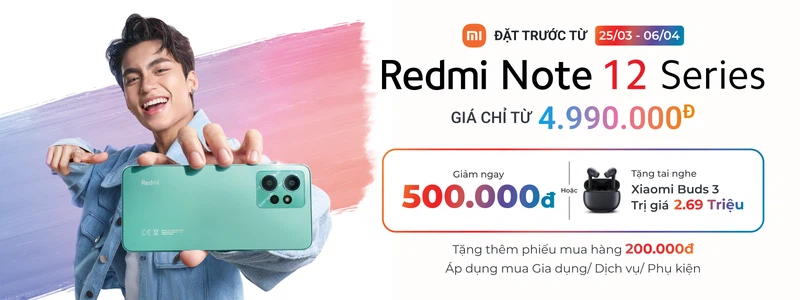 mi ĐẶT TRƯỚC TỪ 25/03 - 06/04
Redmi Note 12 Series
GIÁ CHỈ TỪ 4.990.000Đ
Giảm ngay
500.000đ
Hoặc
Tặng tai nghe
Xiaomi Buds 3
Trị giá 2.69 Triệu
Tặng thêm phiếu mua hàng 200.000đ
Áp dụng mua Gia dụng/ Dịch vụ/ Phụ kiện
Redmi